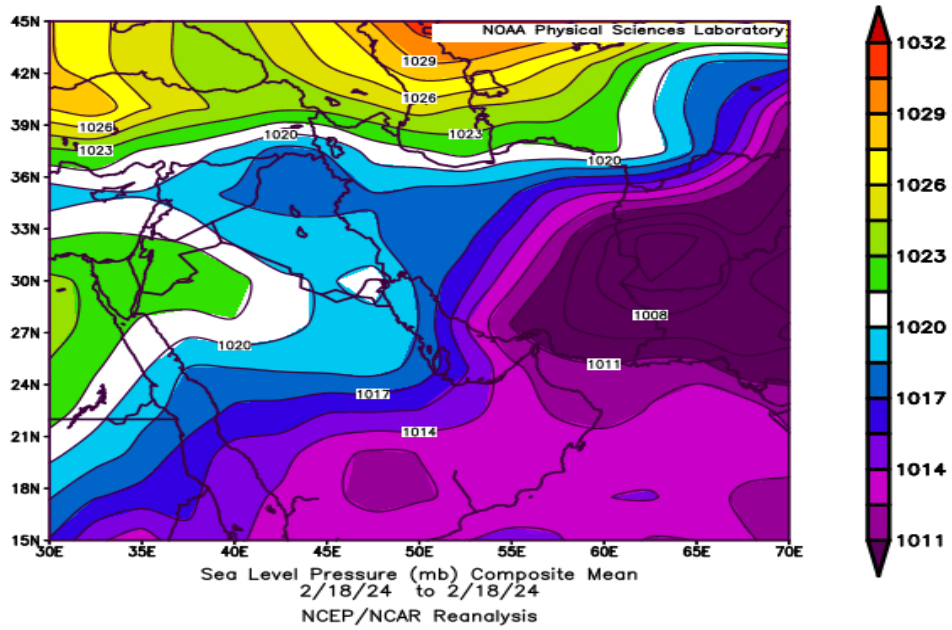 45N
NOAA Physical Sciences Laboratory
1032
1029
42N
1026
1029
39N
1026
1023
1020
1023
1020
36N
1026
33N
1023
30N
1008
1020
27N
1020
1011
24N
1017
1017
1014
21N
1014
18N
15N
1011
30E 35E 40E 45E 50E 55E 60E 65E 70E
Sea Level Pressure (mb) Composite Mean
2/18/24 to 2/18/24
NCEP/NCAR Reanalysis